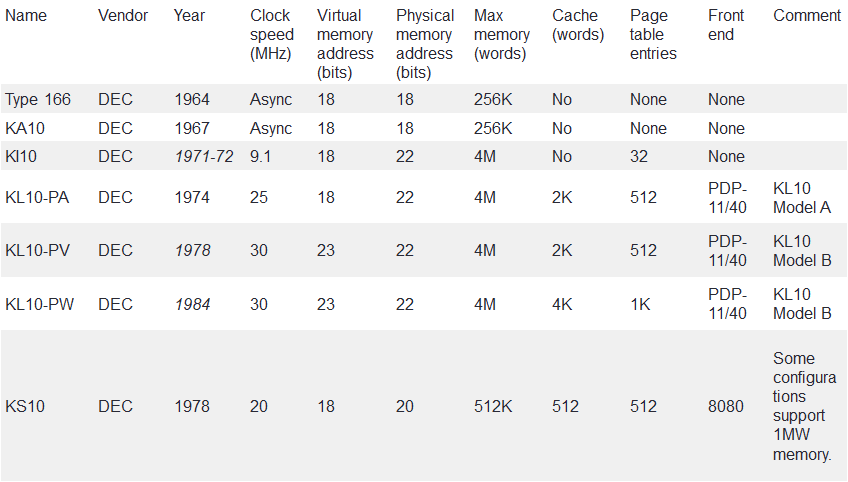 Name Vendor Year Clock speed (MHz) Virtual memory address (bits) Physical memory address (bits) Max memory (words) Cache (words) Page table entries Front end Comment
Type 166 DEC 1964 Async 18 18 256K No None None
KA10 DEC 1967 Async 18 18 256K No None None
KI10 DEC 1971-72 9.1 18 22 4M No 32 None
KL10-PA DEC 1974 25 18 22 4M 2K 512 PDP-11/40 KL10 Model A
KL10-PV DEC 1978 30 23 22 4M 2K 512 PDP-11/40 KL10 Model B
KL10-PW DEC 1984 30 23 22 4M 4K 1K PDP-11/40 KL10 Model B
KS10 DEC 1978 20 18 20 512K 512 512 8080 Some configurations support 1MW memory.